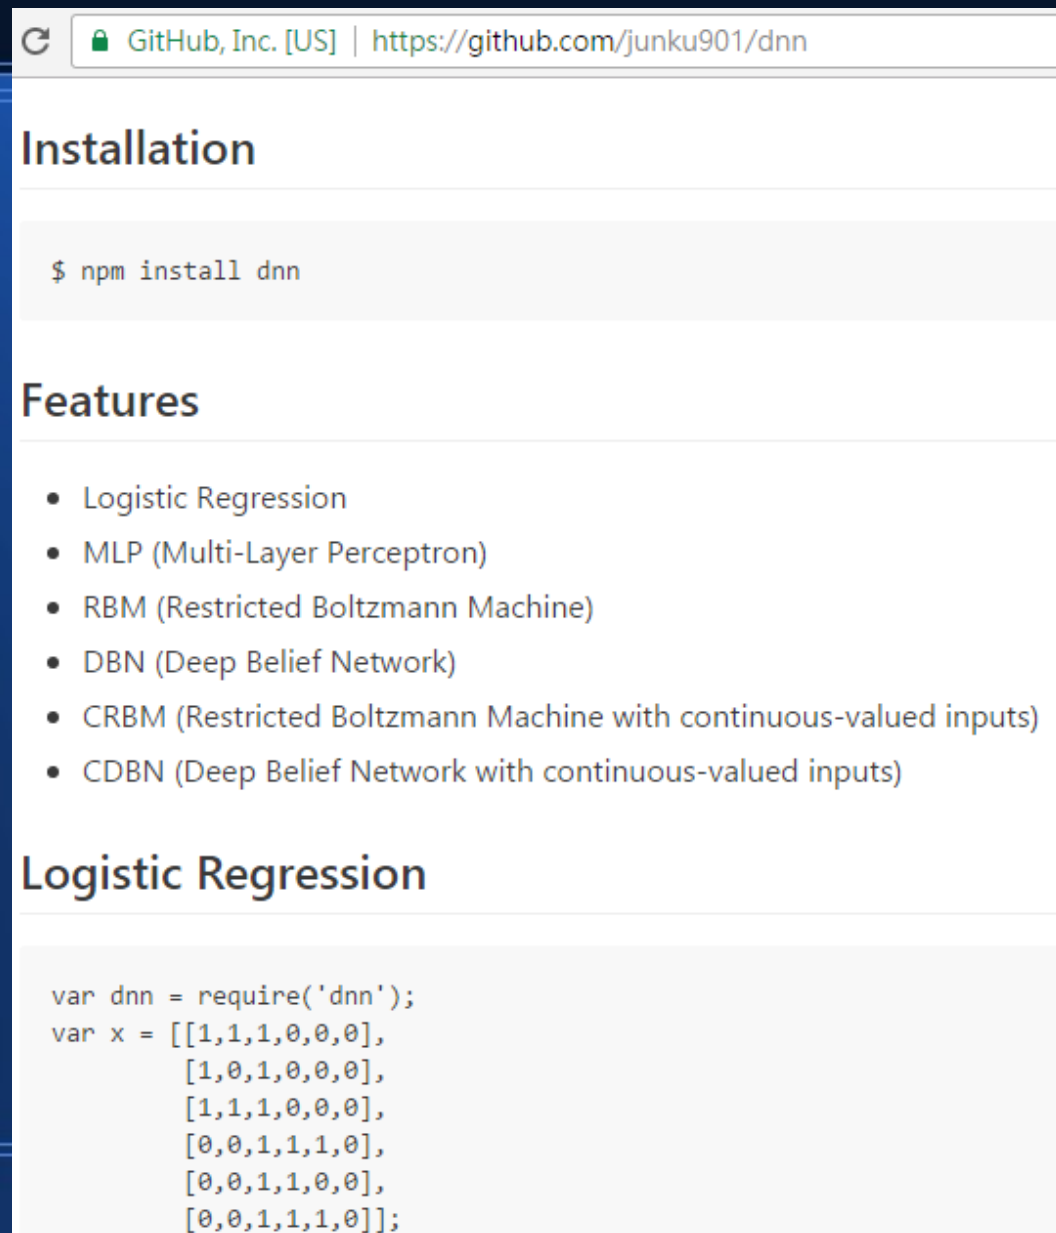 GitHub, Inc. [US] | https://github.com/junku901/dnn
Installation
$ npm install dnn
Features
• Logistic Regression
• MLP (Multi-Layer Perceptron)
• RBM (Restricted Boltzmann Machine)
• DBN (Deep Belief Network)
• CRBM (Restricted Boltzmann Machine with continuous-valued inputs)
• CDBN (Deep Belief Network with continuous-valued inputs)
Logistic Regression
var dnn = require('dnn');
var x = [[1,1,1,0,0,0],
[1,0,1,0,0,0],
[1,1,1,0,0,0],
[0,0,1,1,1,0],
[0,0,1,1,0,0],
[0,0,1,1,1,0]];